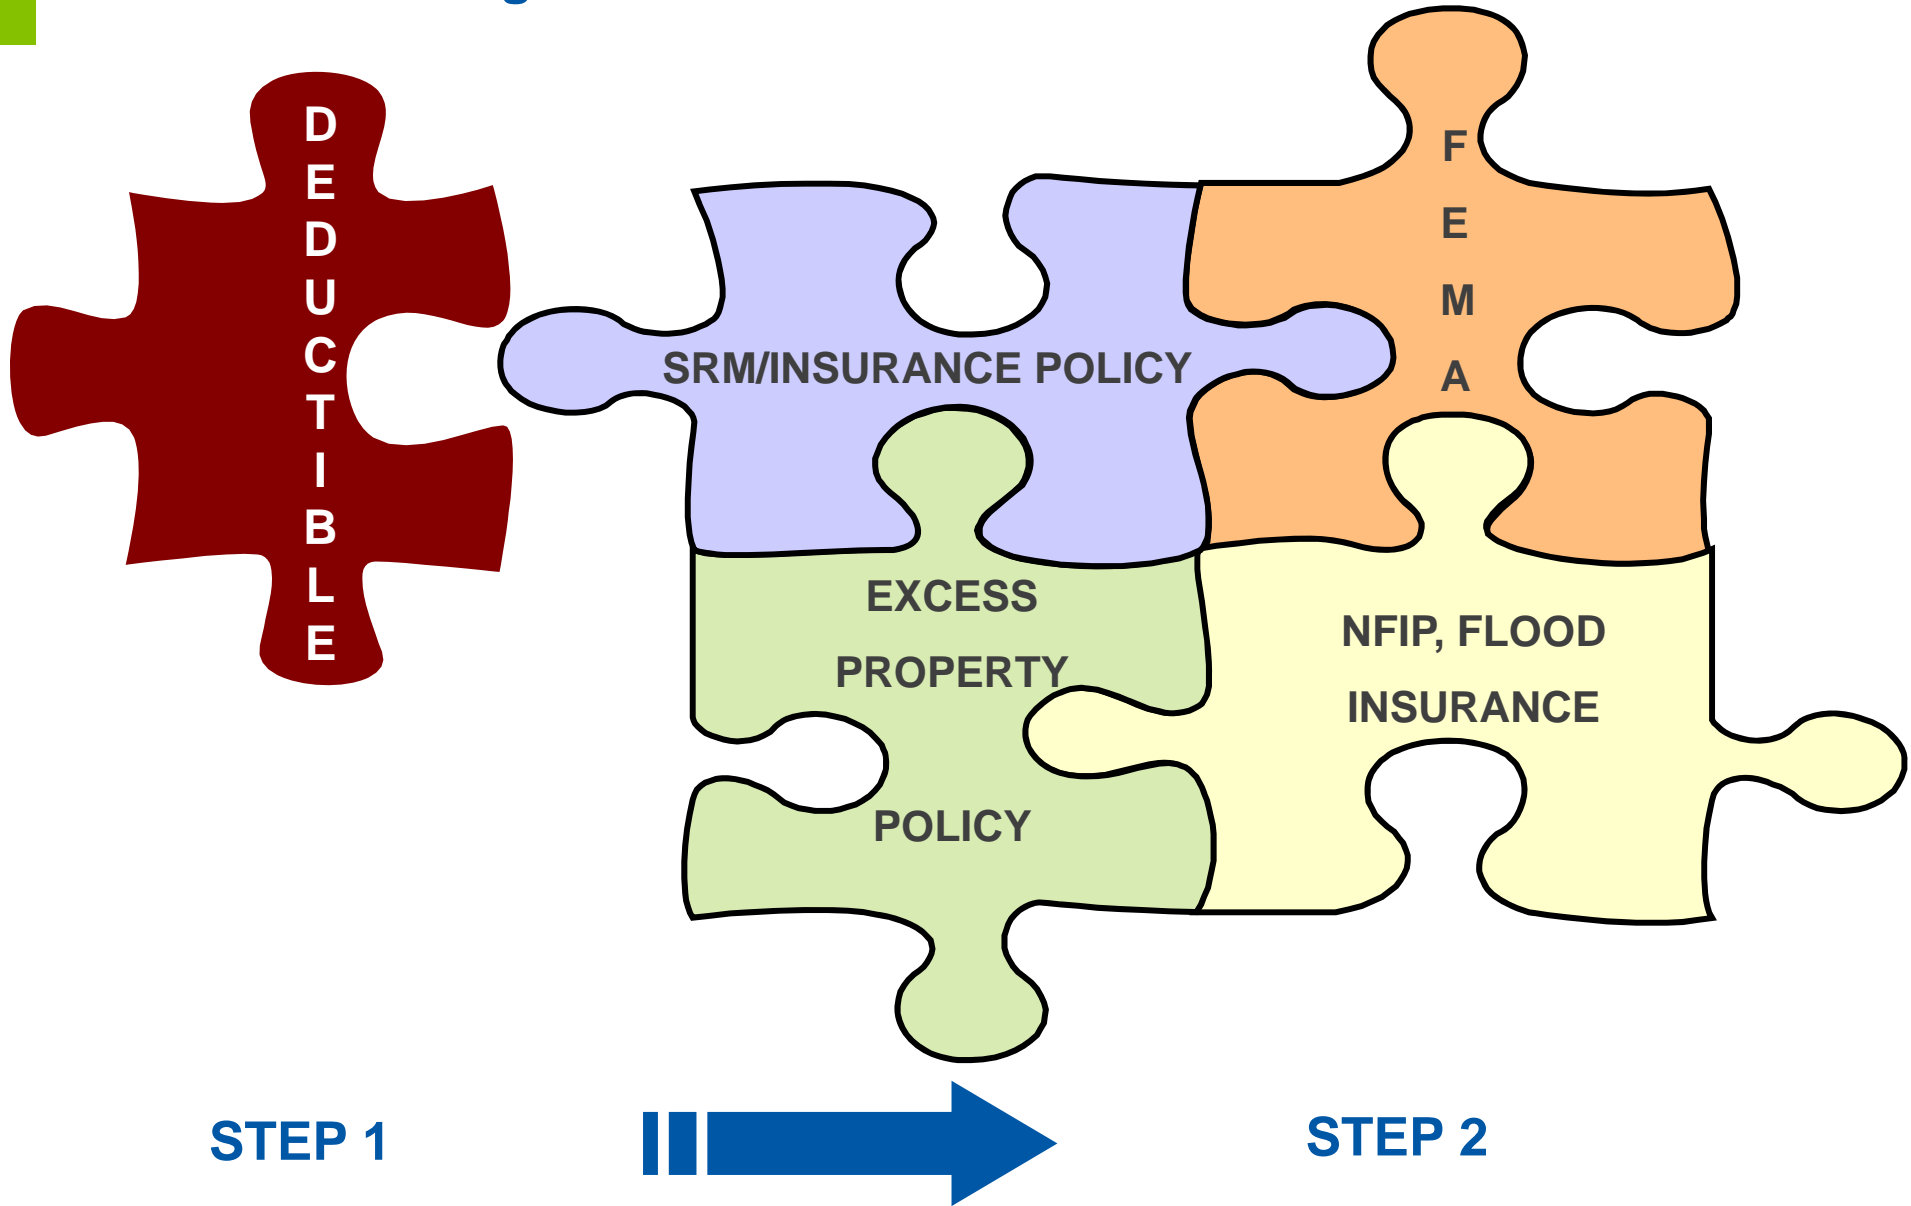 DEDUCTIBLE
SRM/INSURANCE POLICY
FEMA
EXCESS
PROPERTY
POLICY
NFIP, FLOOD
INSURANCE
STEP 1
STEP 2